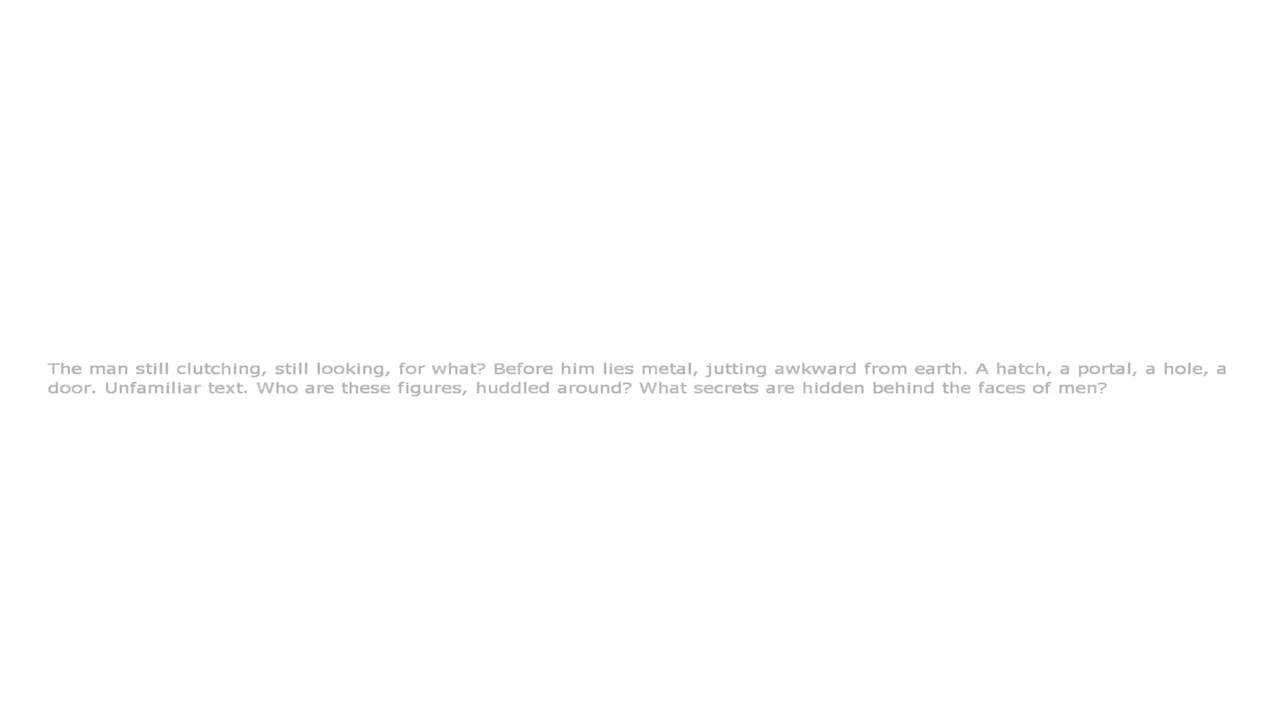 The man still clutching, still looking, for what? Before him lies metal, jutting awkward from earth. A hatch, a portal, a hole, a
door. Unfamiliar text. Who are these figures, huddled around? What secrets are hidden behind the faces of men?